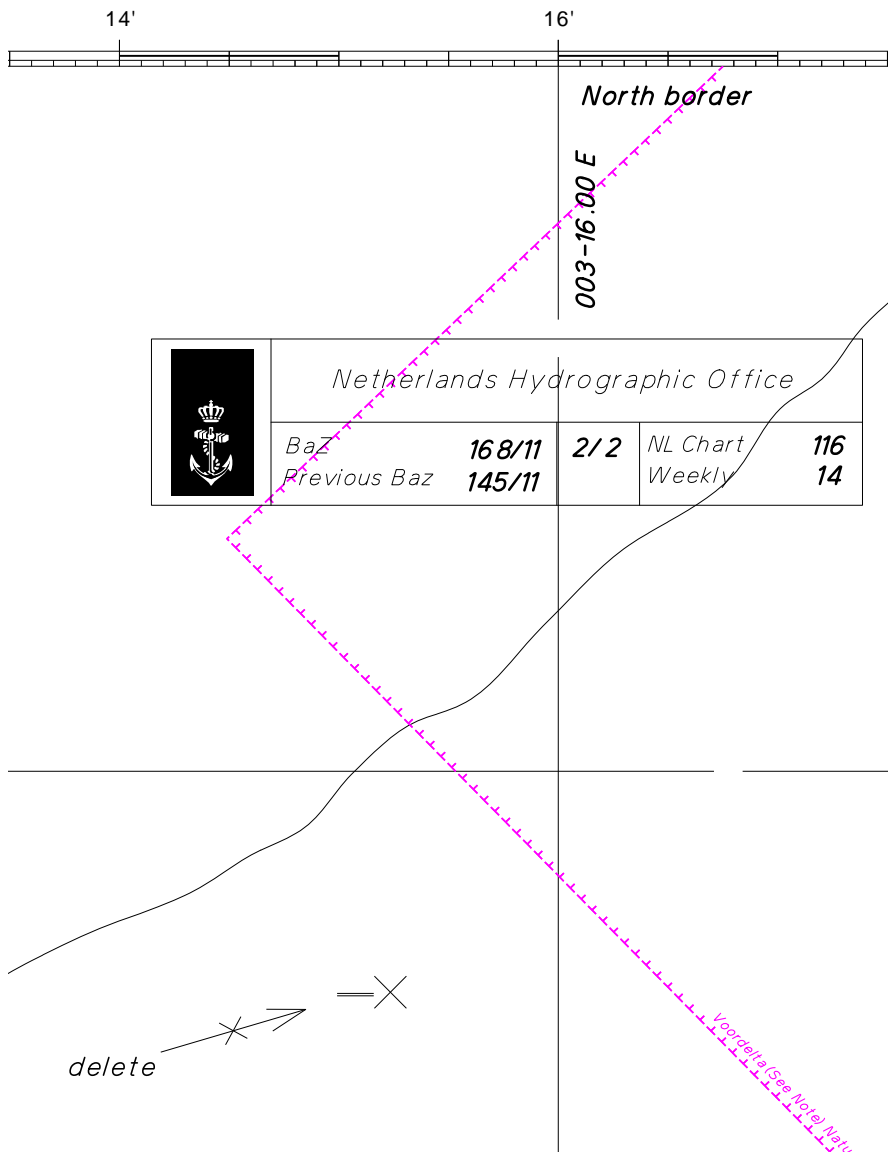 14' 16'
North border
003-16.00 E
Netherlands Hydrographic Office
BaZ 168/11 2/2 NL Chart 116
Previous Baz 145/11 Weekly 14
delete
Voordelta(See Note) Natu